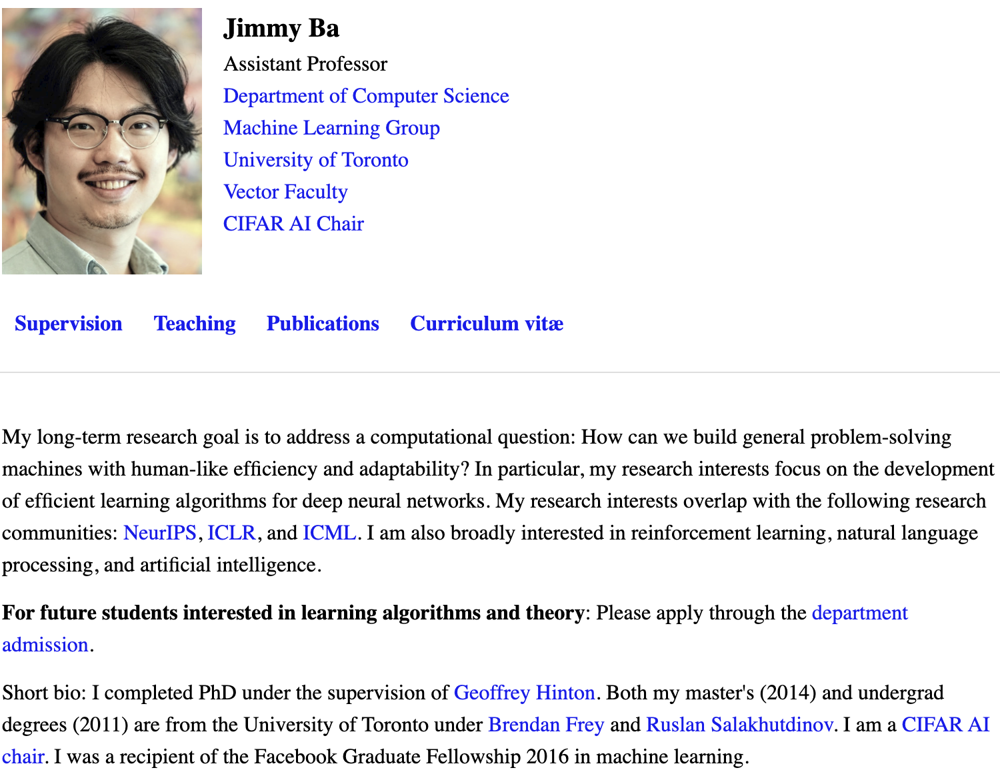 Jimmy Ba
Assistant Professor
Department of Computer Science
Machine Learning Group
University of Toronto
Vector Faculty
CIFAR AI Chair
Supervision Teaching Publications Curriculum vitæ
My long-term research goal is to address a computational question: How can we build general problem-solving
machines with human-like efficiency and adaptability? In particular, my research interests focus on the development
of efficient learning algorithms for deep neural networks. My research interests overlap with the following research
communities: NeurIPS, ICLR, and ICML. I am also broadly interested in reinforcement learning, natural language
processing, and artificial intelligence.
For future students interested in learning algorithms and theory: Please apply through the department
admission.
Short bio: I completed PhD under the supervision of Geoffrey Hinton. Both my master's (2014) and undergrad
degrees (2011) are from the University of Toronto under Brendan Frey and Ruslan Salakhutdinov. I am a CIFAR AI
chair. I was a recipient of the Facebook Graduate Fellowship 2016 in machine learning.